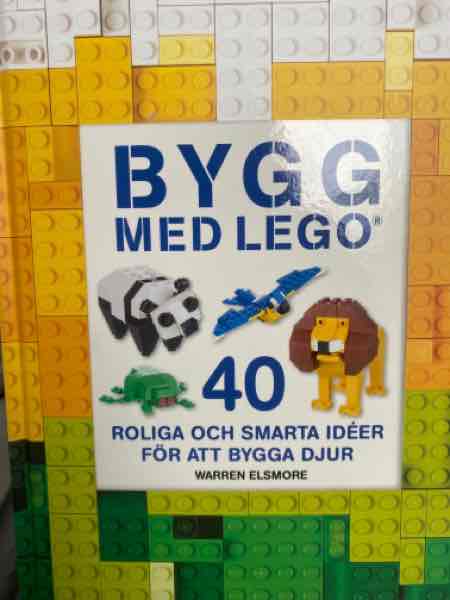 BYGG
MED LEGO®
40
ROLIGA OCH SMARTA IDÉER
FÖR ATT BYGGA DJUR
WARREN ELSMORE